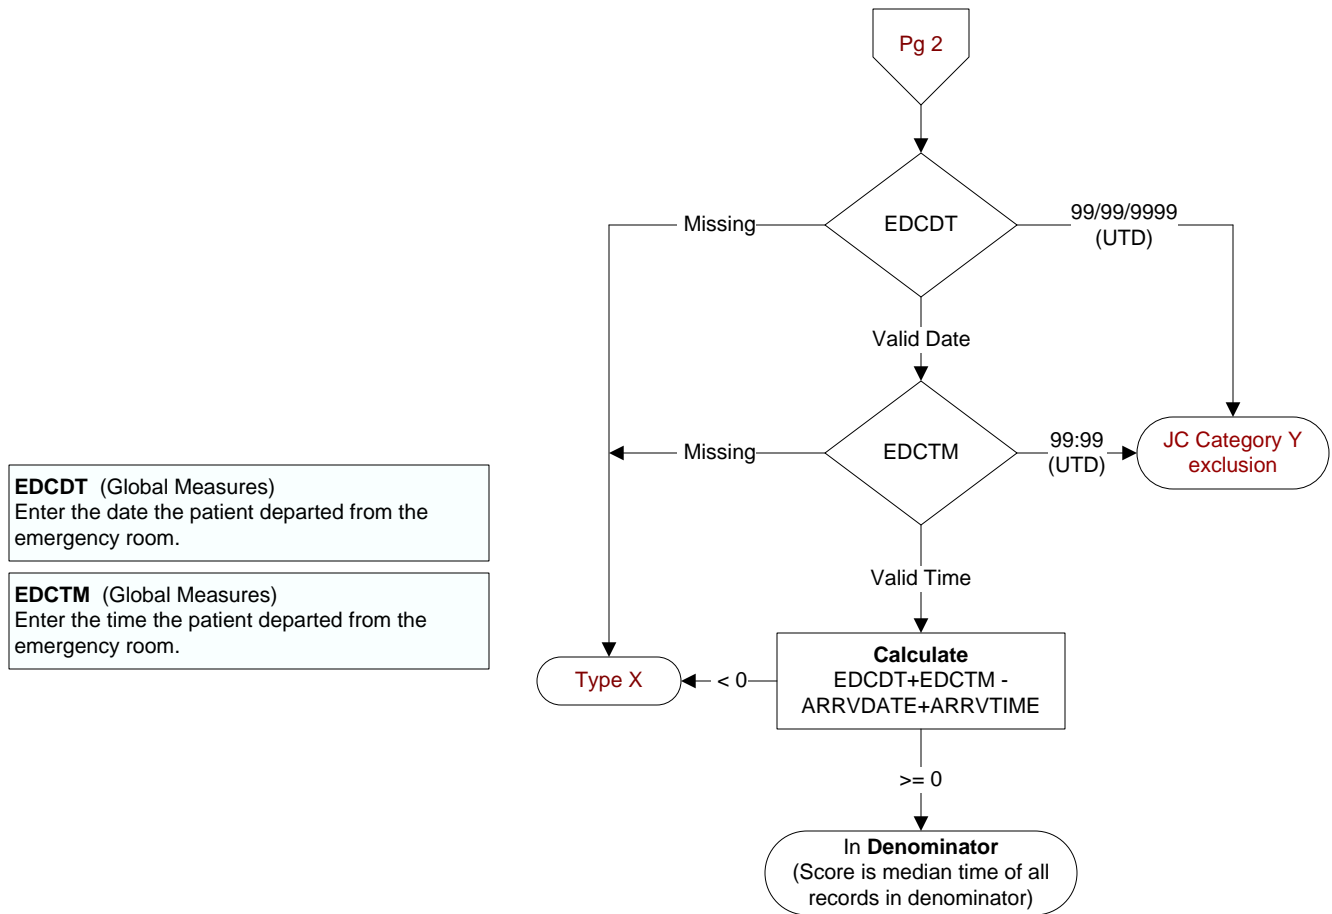 Pg 2
EDCDT
Missing
99/99/9999
(UTD)
Valid Date
EDCTM
Missing
99:99
(UTD)
JC Category Y
exclusion
EDCDT (Global Measures)
Enter the date the patient departed from the
emergency room.
EDCTM (Global Measures)
Enter the time the patient departed from the
emergency room.
Valid Time
Calculate
EDCDT+EDCTM -
ARRVDATE+ARRVTIME
< 0
Type X
>= 0
In Denominator
(Score is median time of all
records in denominator)